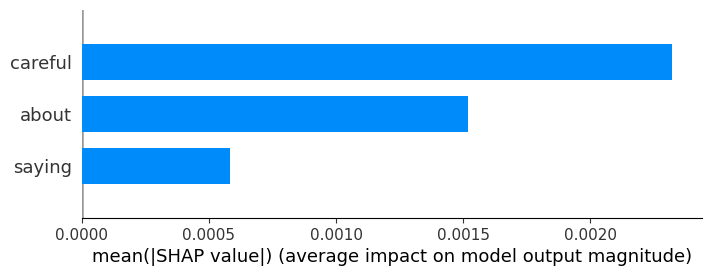 careful
about
saying
0.0000 0.0005 0.0010 0.0015 0.0020
mean(|SHAP value|) (average impact on model output magnitude)